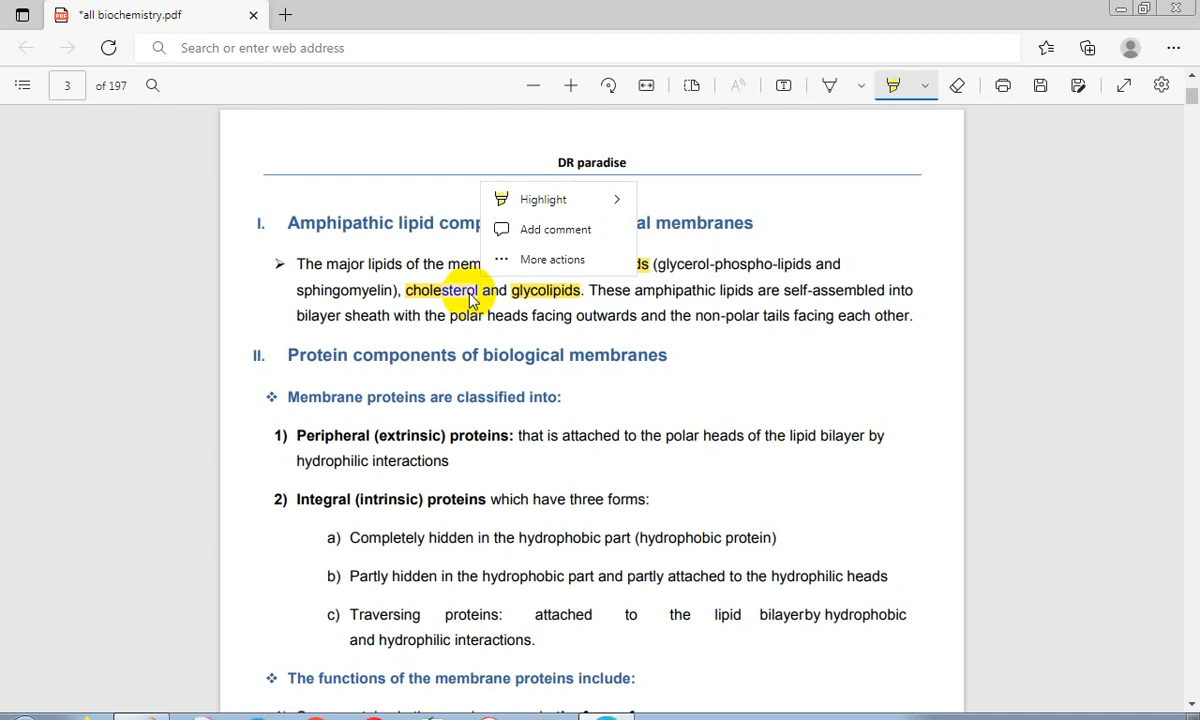 *all biochemistry.pdf
Search or enter web address
3 of 197
DR paradise
Highlight
Add comment
More actions
I. Amphipathic lipid comp al membranes
The major lipids of the mem ds (glycerol-phospho-lipids and
sphingomyelin), cholesterol and glycolipids. These amphipathic lipids are self-assembled into
bilayer sheath with the polar heads facing outwards and the non-polar tails facing each other.
II. Protein components of biological membranes
Membrane proteins are classified into:
1) Peripheral (extrinsic) proteins: that is attached to the polar heads of the lipid bilayer by
hydrophilic interactions
2) Integral (intrinsic) proteins which have three forms:
a) Completely hidden in the hydrophobic part (hydrophobic protein)
b) Partly hidden in the hydrophobic part and partly attached to the hydrophilic heads
c) Traversing proteins: attached to the lipid bilayerby hydrophobic
and hydrophilic interactions.
The functions of the membrane proteins include: